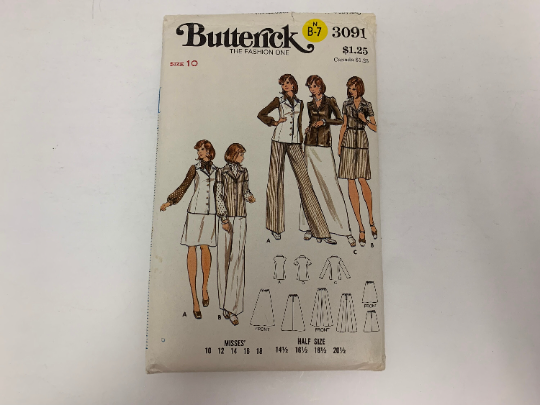 Butterick
THE FASHION ONE
N
B-7
3091
$1.25
SIZE 10
A
C
B
A
B
FRONT
FRONT
FRONT
MISSES'
10 12 14 16 18
HALF SIZE
14½ 16½ 18½ 20½